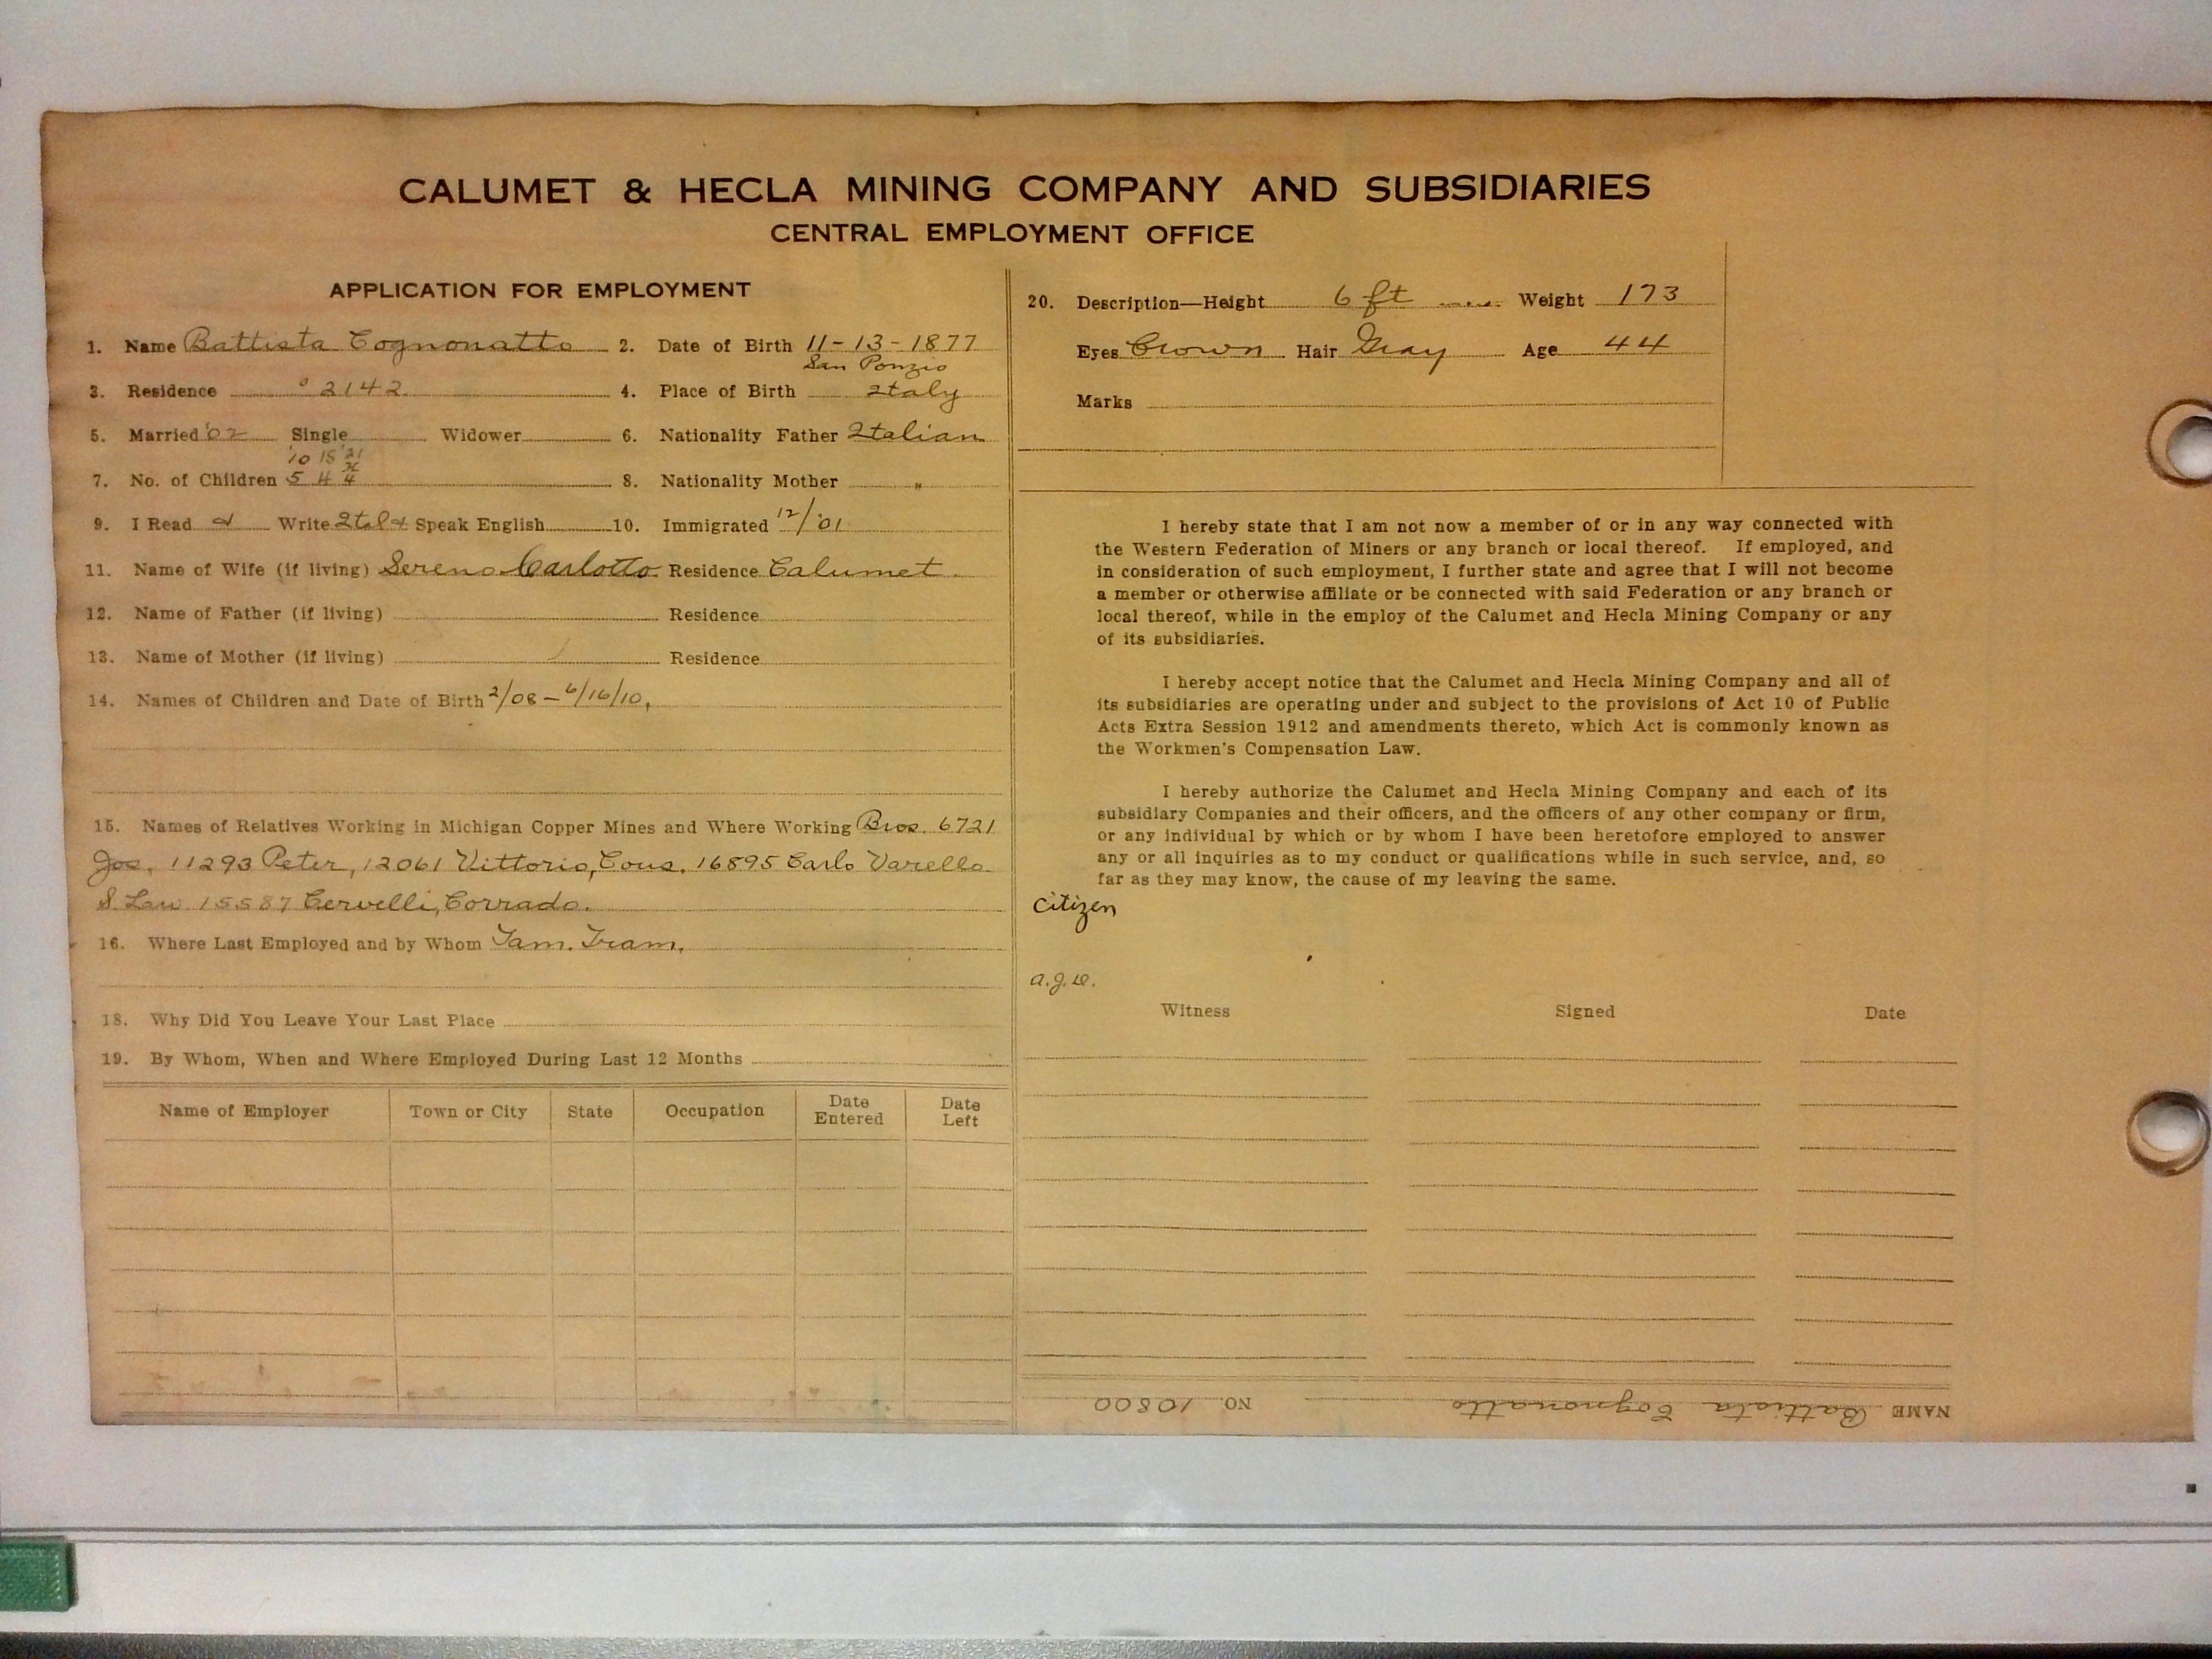 CALUMET & HECLA MINING COMPANY AND SUBSIDIARIES
CENTRAL EMPLOYMENT OFFICE
APPLICATION FOR EMPLOYMENT
1. Name Battista Cognonatto 2. Date of Birth 11-13-1877
San Ponzio
3. Residence 2142 4. Place of Birth Italy
5. Married '02 Single Widower 6. Nationality Father Italian
'10 15 '21
7. No. of Children 5 4 4 8. Nationality Mother "
9. I Read & Write Ital & Speak English 10. Immigrated 12/'01
11. Name of Wife (if living) Sereno Carlotto Residence Calumet
12. Name of Father (if living) Residence
13. Name of Mother (if living) Residence
14. Names of Children and Date of Birth 2/08 - 6/16/10,
15. Names of Relatives Working in Michigan Copper Mines and Where Working Bros. 6721
Jos, 11293 Peter, 12061 Vittorio, Cous. 16895 Carlo Varello
S. Law 15587 Cervelli, Corrado.
16. Where Last Employed and by Whom Tam. Tram.
18. Why Did You Leave Your Last Place
19. By Whom, When and Where Employed During Last 12 Months
Name of Employer Town or City State Occupation Date Entered Date Left
20. Description—Height 6 ft Weight 173
Eyes Brown Hair Gray Age 44
Marks
I hereby state that I am not now a member of or in any way connected with
the Western Federation of Miners or any branch or local thereof. If employed, and
in consideration of such employment, I further state and agree that I will not become
a member or otherwise affiliate or be connected with said Federation or any branch or
local thereof, while in the employ of the Calumet and Hecla Mining Company or any
of its subsidiaries.
I hereby accept notice that the Calumet and Hecla Mining Company and all of
its subsidiaries are operating under and subject to the provisions of Act 10 of Public
Acts Extra Session 1912 and amendments thereto, which Act is commonly known as
the Workmen's Compensation Law.
I hereby authorize the Calumet and Hecla Mining Company and each of its
subsidiary Companies and their officers, and the officers of any other company or firm,
or any individual by which or by whom I have been heretofore employed to answer
any or all inquiries as to my conduct or qualifications while in such service, and, so
far as they may know, the cause of my leaving the same.
Citizen
Witness Signed Date
NAME Battista Cognonatto NO. 10800